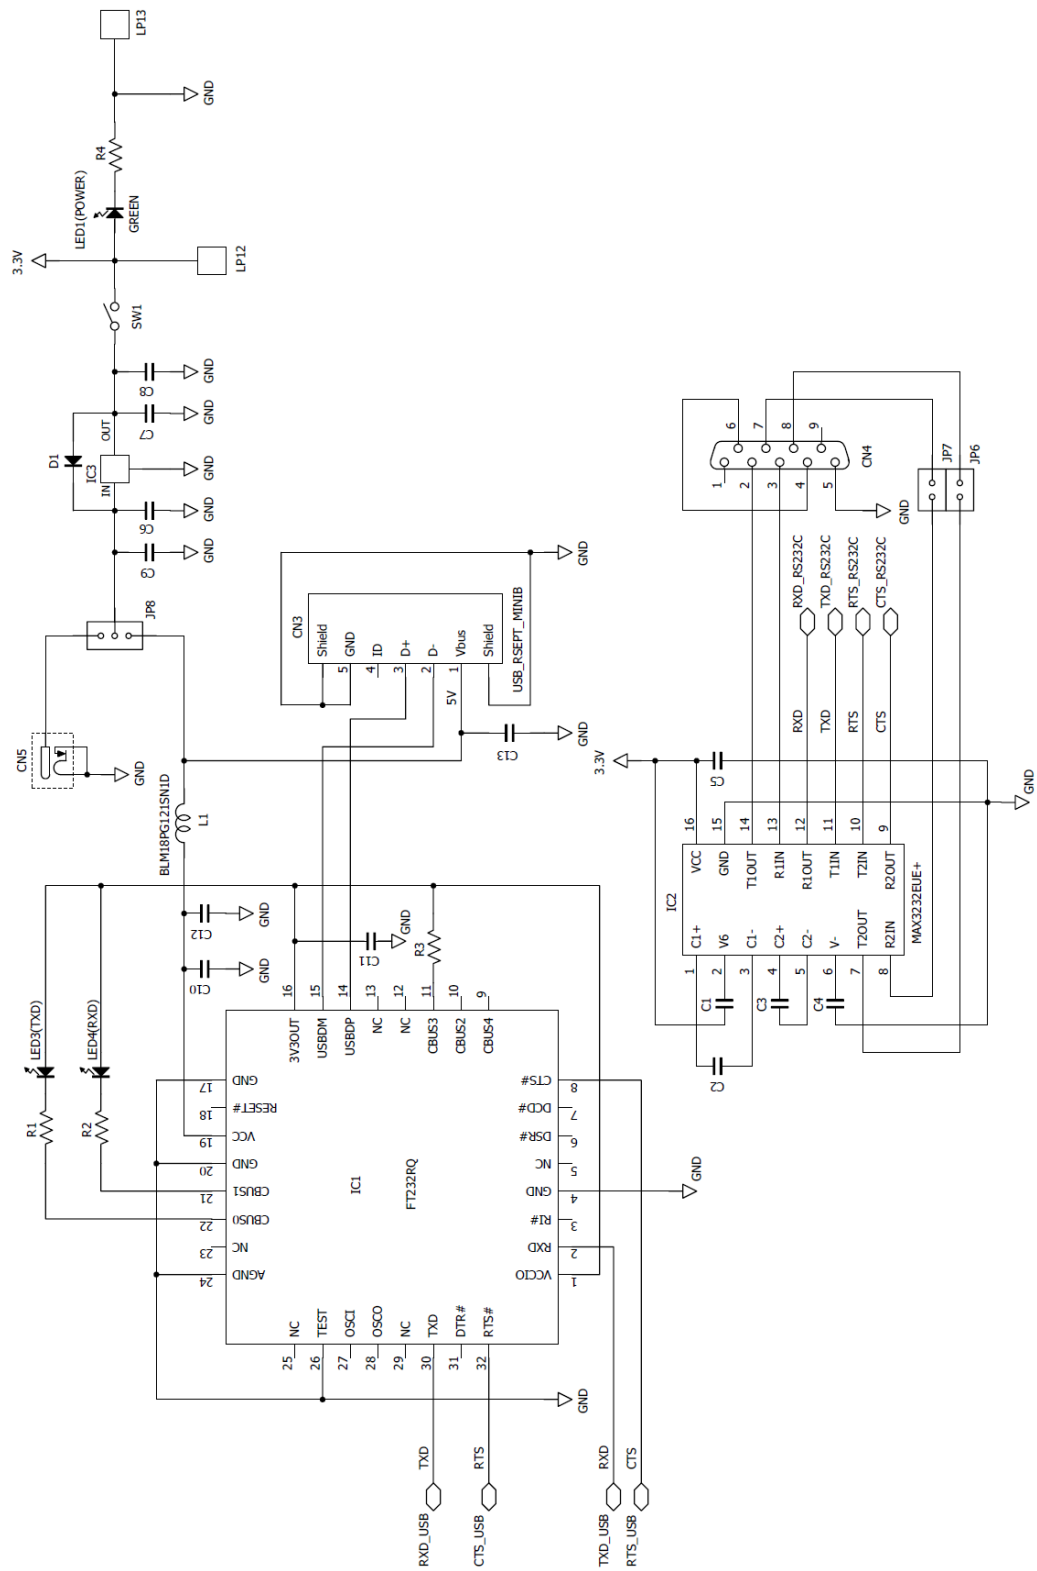 LP13
GND
R4
LED1(POWER)
GREEN
3.3V
LP12
SW1
GND
C8
GND
C7
OUT
D1
IC3
IN
GND
C6
GND
C9
GND
JP8
CN5
GND
BLM18PG121SN1D
L1
CN3
Shield
GND
ID
D+
D-
Vbus
Shield
5
4
3
2
1
5V
USB_RSEPT_MINIB
GND
C13
GND
C12
GND
C10
GND
C11
GND
R3
LED3(TXD)
LED4(RXD)
R1
R2
16
15
14
13
12
11
10
9
3V3OUT
USBDM
USBDP
NC
NC
CBUS3
CBUS2
CBUS4
17
18
19
20
21
22
23
24
GND
RESET#
VCC
GND
CBUS1
CBUS0
NC
AGND
IC1
FT232RQ
CTS#
DCD#
DSR#
NC
GND
RI#
RXD
VCCIO
8
7
6
5
4
3
2
1
NC
TEST
OSCI
OSCO
NC
TXD
DTR#
RTS#
25
26
27
28
29
30
31
32
GND
GND
TXD
RTS
RXD
CTS
RXD_USB
CTS_USB
TXD_USB
RTS_USB
6
7
8
9
1
2
3
4
5
CN4
GND
JP7
JP6
RXD_RS232C
TXD_RS232C
RTS_RS232C
CTS_RS232C
RXD
TXD
RTS
CTS
3.3V
C5
GND
16
15
14
13
12
11
10
9
VCC
GND
T1OUT
R1IN
R1OUT
T1IN
T2IN
R2OUT
IC2
MAX3232EUE+
C1+
V6
C1-
C2+
C2-
V-
T2OUT
R2IN
1
2
3
4
5
6
7
8
C1
C3
C4
C2